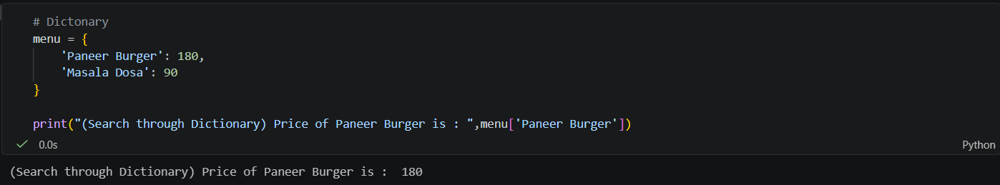 # Dictonary
menu = {
    'Paneer Burger': 180,
    'Masala Dosa': 90
}
print("(Search through Dictionary) Price of Paneer Burger is : ",menu['Paneer Burger'])
0.0s
Python
(Search through Dictionary) Price of Paneer Burger is :  180